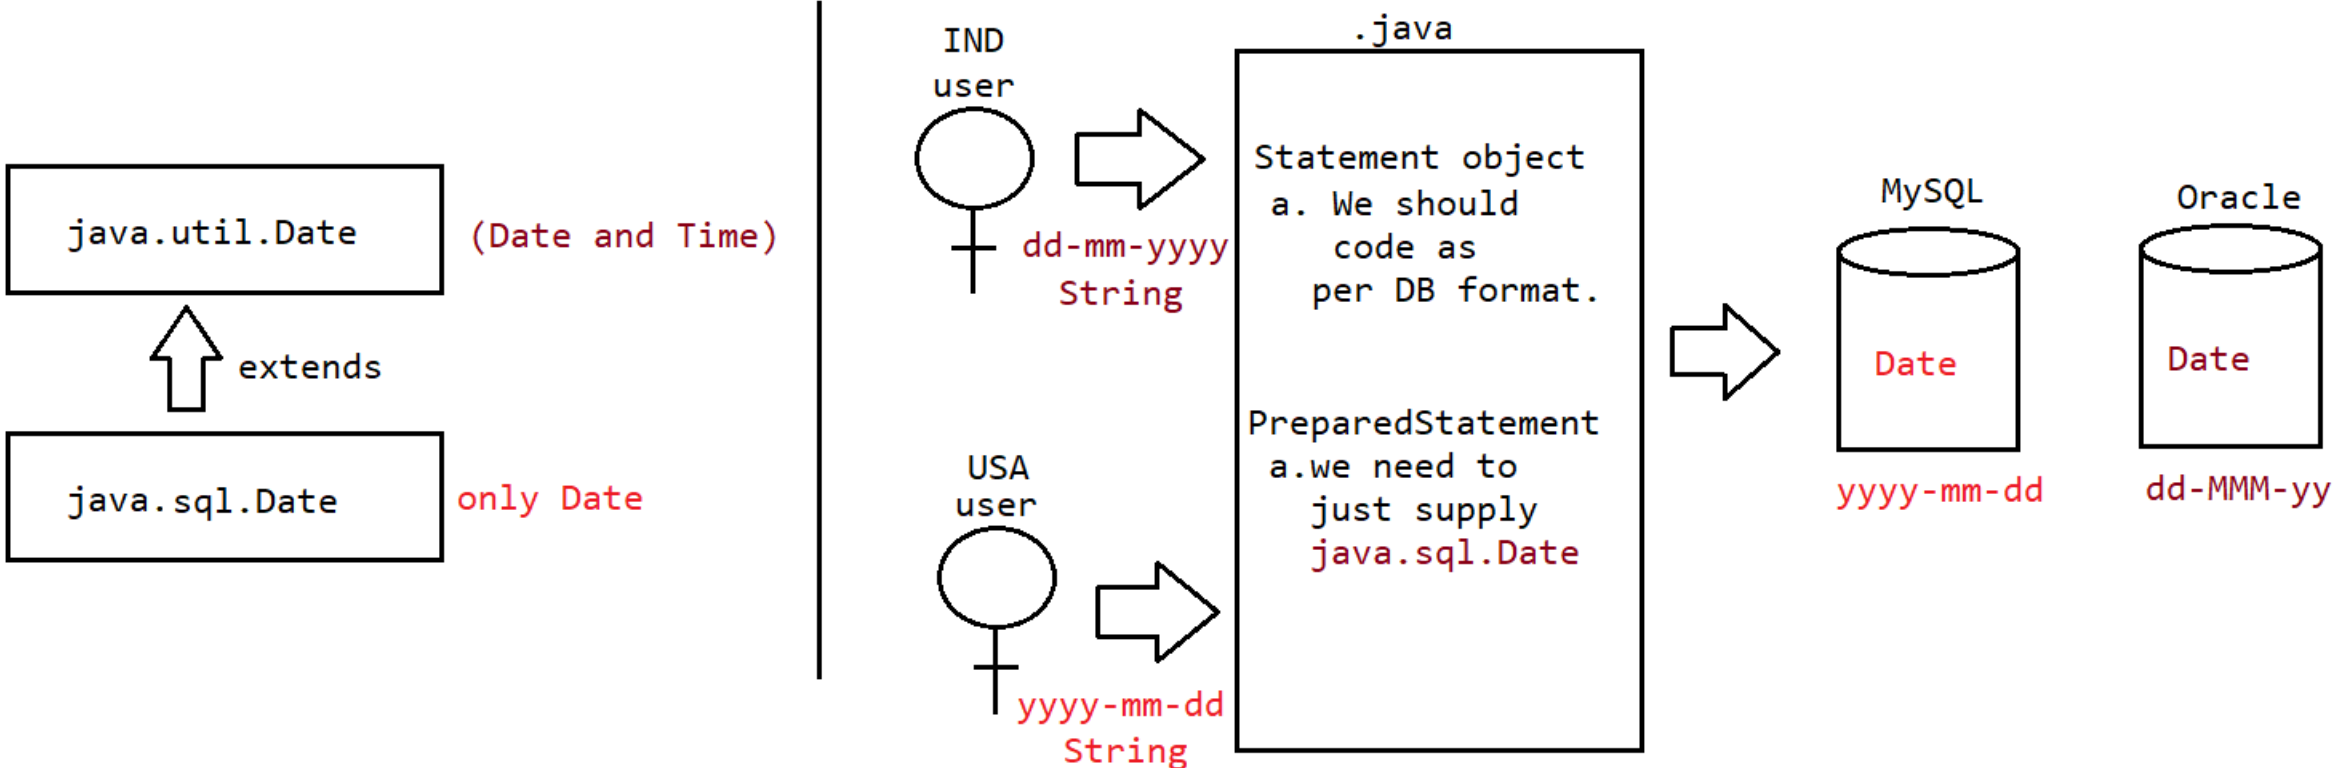 java.util.Date
(Date and Time)
extends
java.sql.Date
only Date
IND
user
dd-mm-yyyy
String
USA
user
yyyy-mm-dd
String
.java
Statement object
a. We should
code as
per DB format.
PreparedStatement
a.we need to
just supply
java.sql.Date
MySQL
Date
yyyy-mm-dd
Oracle
Date
dd-MMM-yy